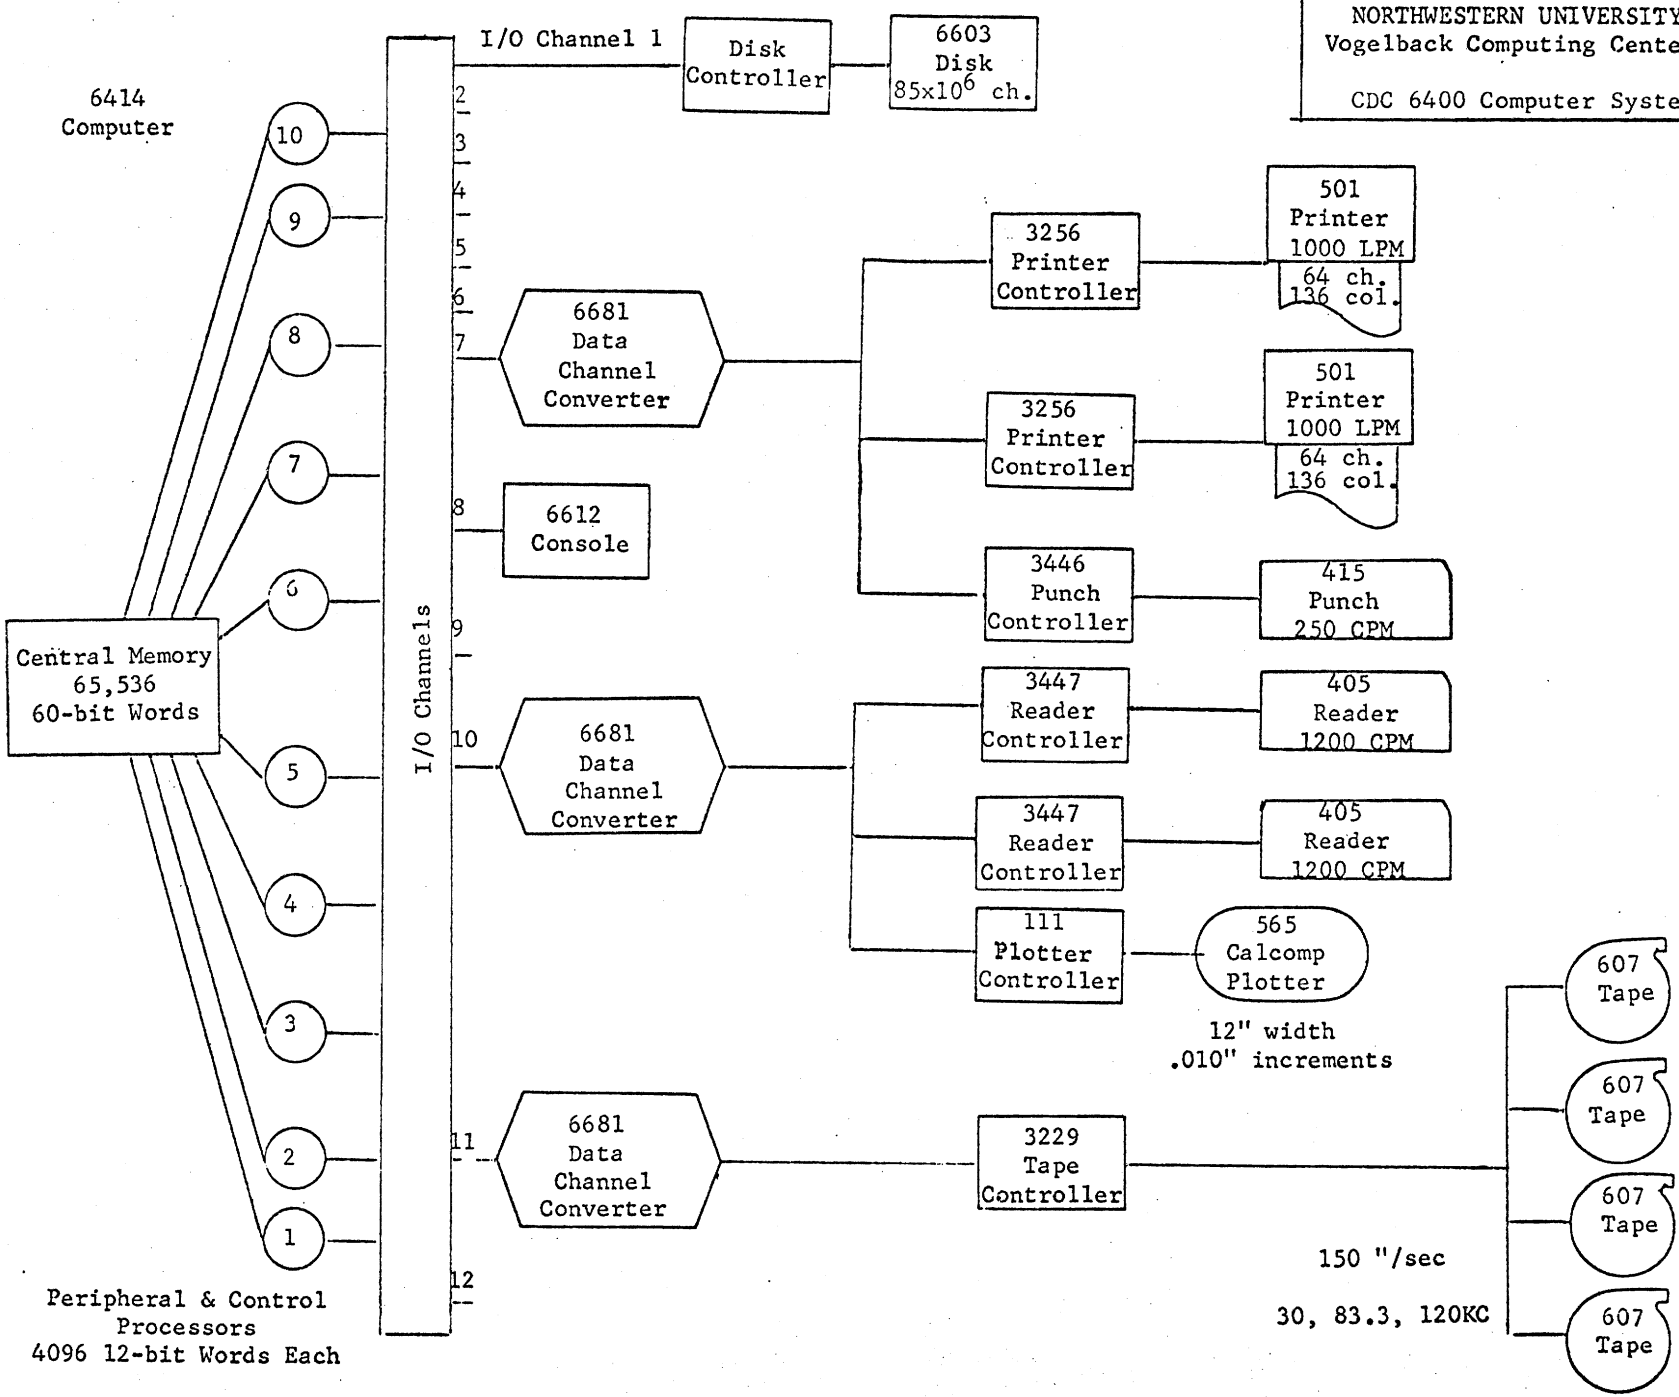 NORTHWESTERN UNIVERSITY
Vogelback Computing Cente
CDC 6400 Computer Syste
6414
Computer
I/O Channel 1
Disk
Controller
6603
Disk
85x10⁶ ch.
2
3
4
5
6
7
8
9
10
11
12
I/O Channels
10
9
8
7
6
5
4
3
2
1
Central Memory
65,536
60-bit Words
Peripheral & Control
Processors
4096 12-bit Words Each
6681
Data
Channel
Converter
3256
Printer
Controller
501
Printer
1000 LPM
64 ch.
136 col.
3256
Printer
Controller
501
Printer
1000 LPM
64 ch.
136 col.
3446
Punch
Controller
415
Punch
250 CPM
6612
Console
6681
Data
Channel
Converter
3447
Reader
Controller
405
Reader
1200 CPM
3447
Reader
Controller
405
Reader
1200 CPM
111
Plotter
Controller
565
Calcomp
Plotter
12" width
.010" increments
6681
Data
Channel
Converter
3229
Tape
Controller
607
Tape
607
Tape
607
Tape
607
Tape
150 "/sec
30, 83.3, 120KC